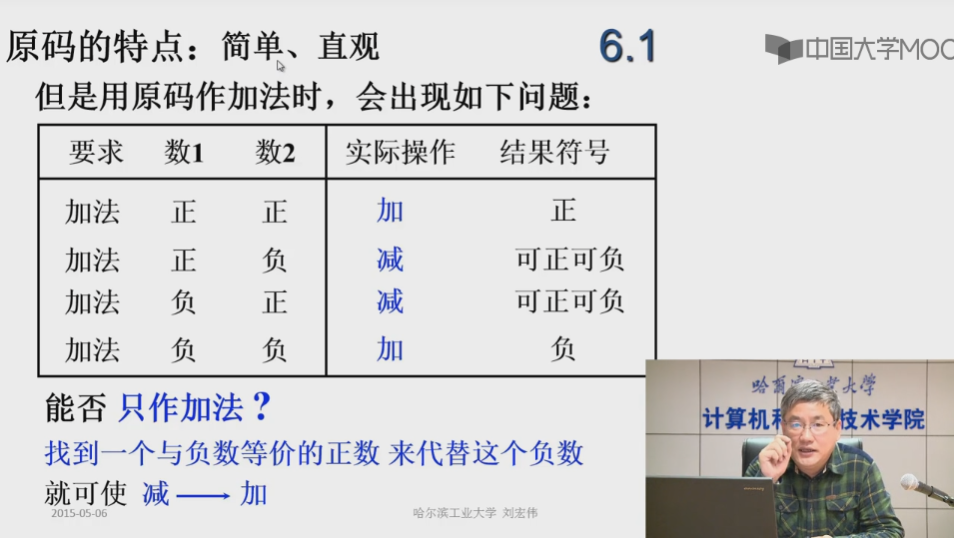 原码的特点：简单、直观 6.1
中国大学MOOC
但是用原码作加法时，会出现如下问题：
要求 数1 数2 实际操作 结果符号
加法 正 正 加 正
加法 正 负 减 可正可负
加法 负 正 减 可正可负
加法 负 负 加 负
能否 只作加法？
找到一个与负数等价的正数 来代替这个负数
就可使 减 → 加
2015-05-06 哈尔滨工业大学 刘宏伟
哈尔滨工业大学
计算机科 技术学院